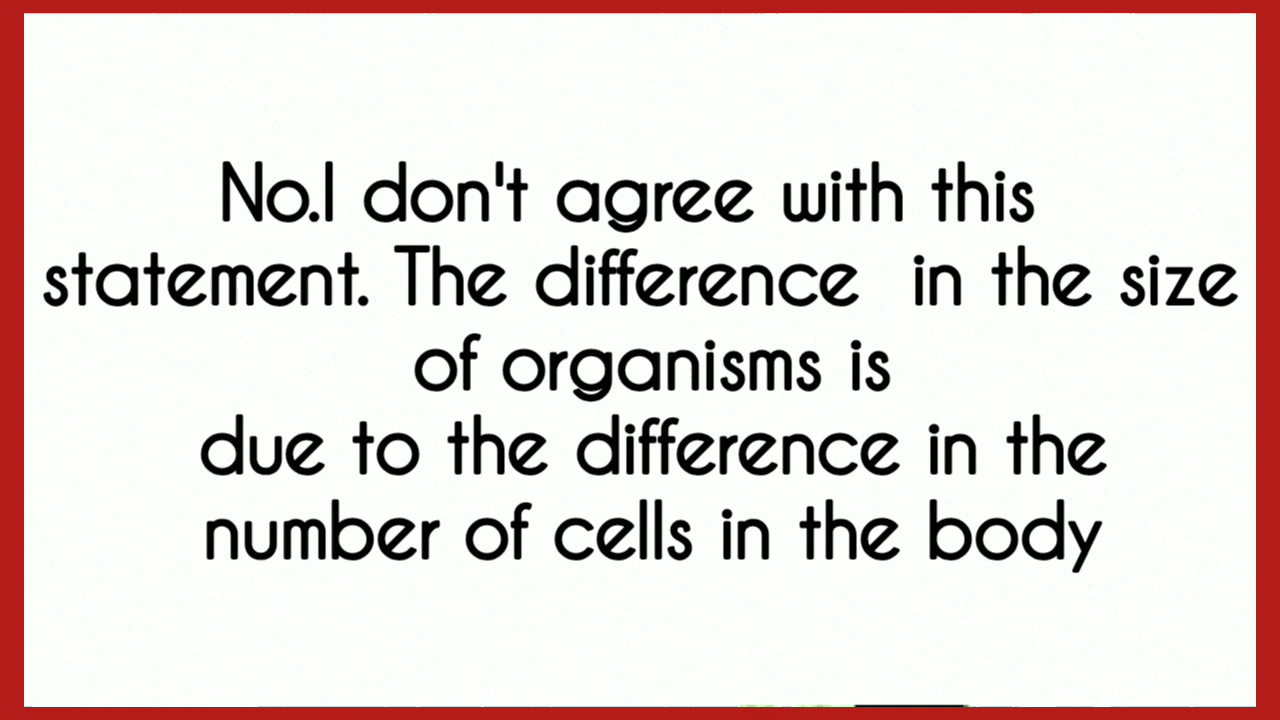 No.I don't agree with this
statement. The difference  in the size
of organisms is
due to the difference in the
number of cells in the body